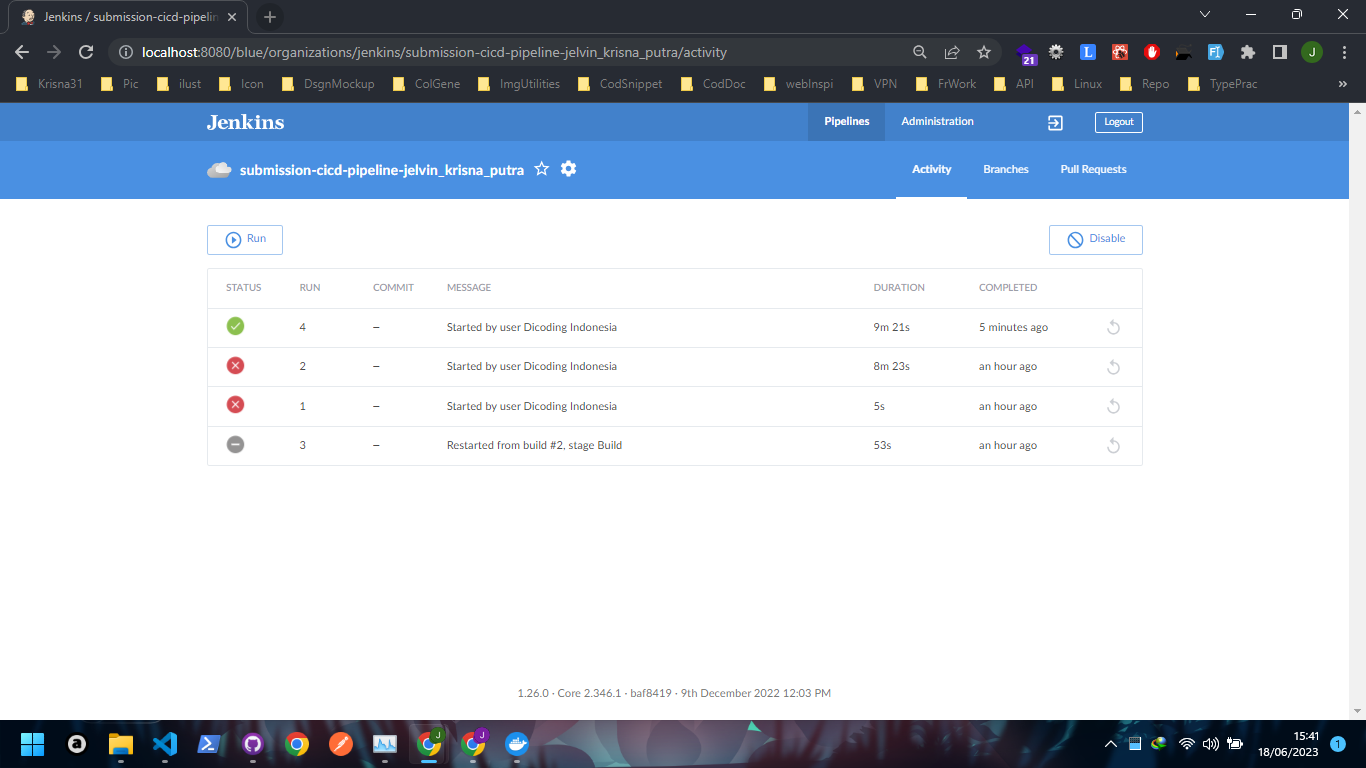 Jenkins / submission-cicd-pipelin
localhost:8080/blue/organizations/jenkins/submission-cicd-pipeline-jelvin_krisna_putra/activity
21
L
J
Krisna31 Pic ilust Icon DsgnMockup ColGene ImgUtilities CodSnippet CodDoc webInspi VPN FrWork API Linux Repo TypePrac »
Jenkins Pipelines Administration Logout
submission-cicd-pipeline-jelvin_krisna_putra Activity Branches Pull Requests
Run Disable
STATUS RUN COMMIT MESSAGE DURATION COMPLETED
4 – Started by user Dicoding Indonesia 9m 21s 5 minutes ago
2 – Started by user Dicoding Indonesia 8m 23s an hour ago
1 – Started by user Dicoding Indonesia 5s an hour ago
3 – Restarted from build #2, stage Build 53s an hour ago
1.26.0 · Core 2.346.1 · baf8419 · 9th December 2022 12:03 PM
a
J
J
15:41
18/06/2023
1